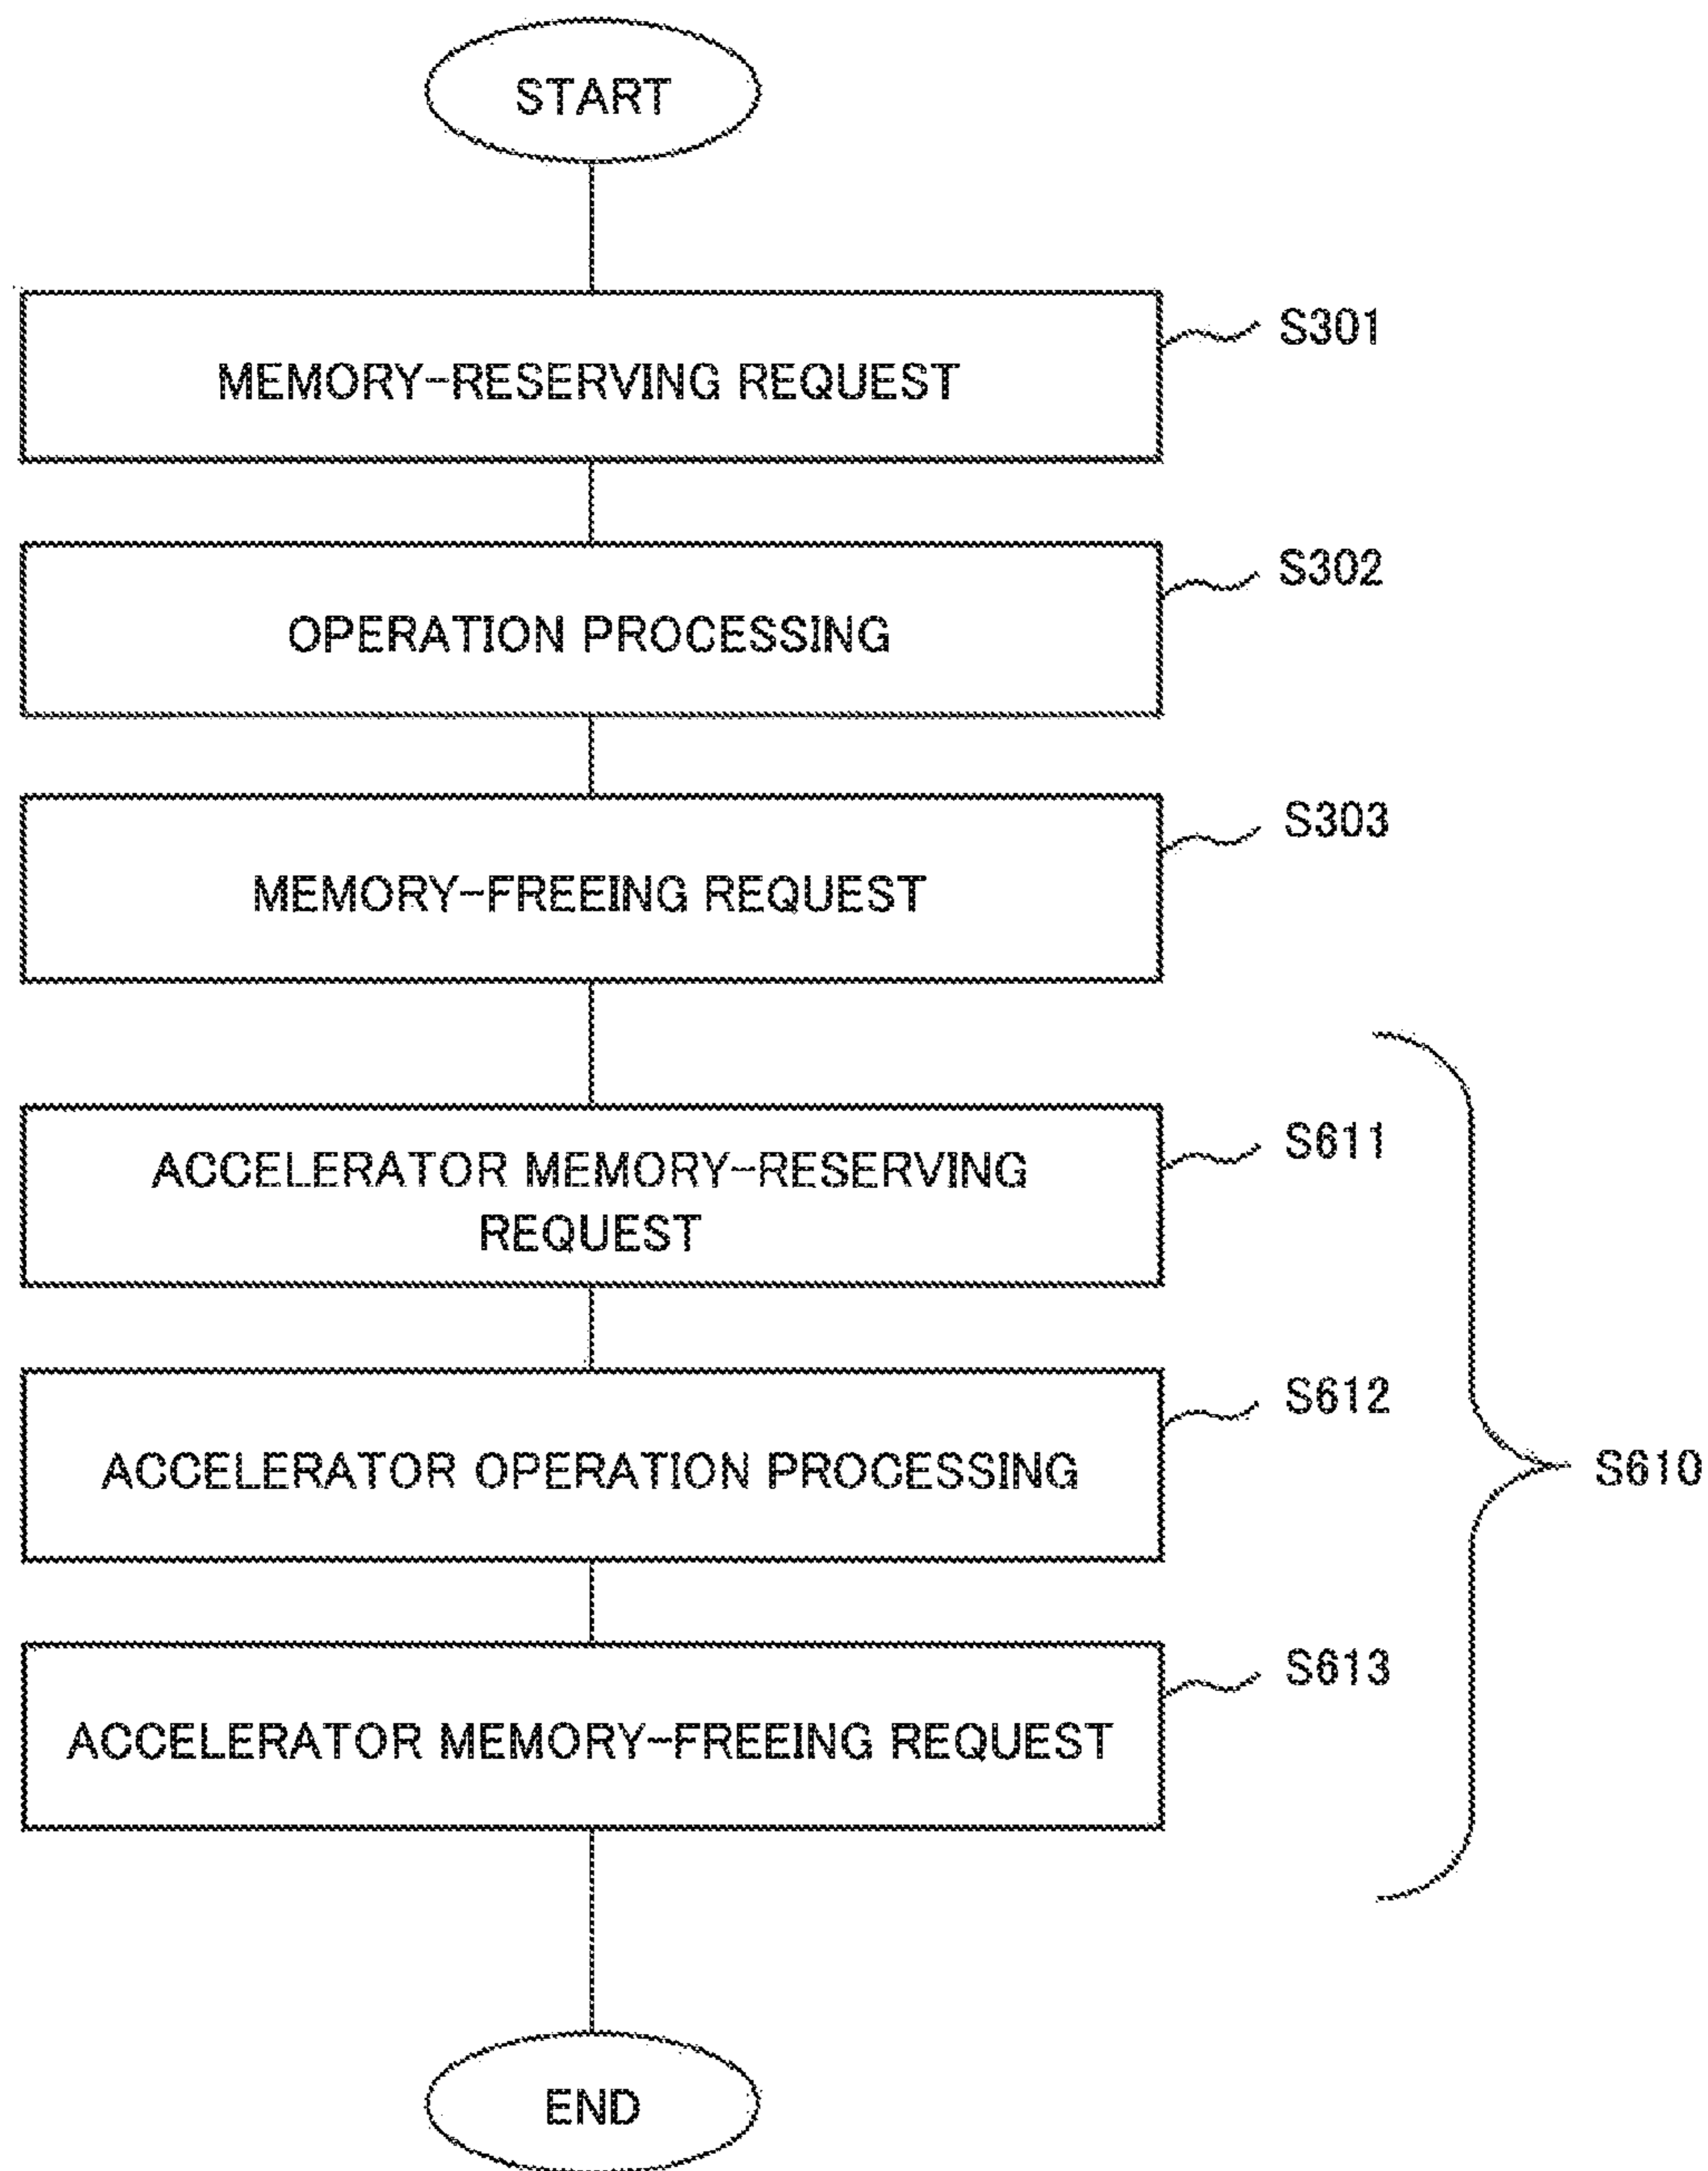 START
MEMORY-RESERVING REQUEST
S301
OPERATION PROCESSING
S302
MEMORY-FREEING REQUEST
S303
ACCELERATOR MEMORY-RESERVING
REQUEST
S611
ACCELERATOR OPERATION PROCESSING
S612
S610
ACCELERATOR MEMORY-FREEING REQUEST
S613
END